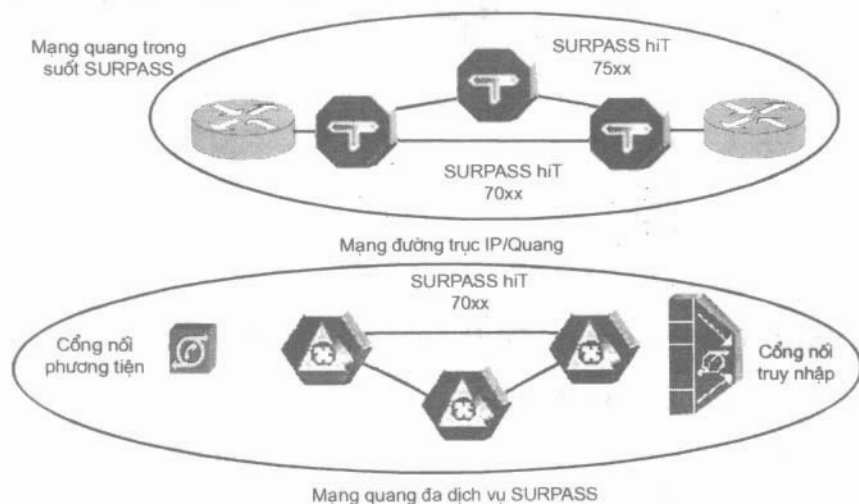 Mạng quang trong
suốt SURPASS
SURPASS hiT
75xx
SURPASS hiT
70xx
Mạng đường trục IP/Quang
SURPASS hiT
70xx
Cổng nối
phương tiện
Cổng nối
truy nhập
Mạng quang đa dịch vụ SURPASS